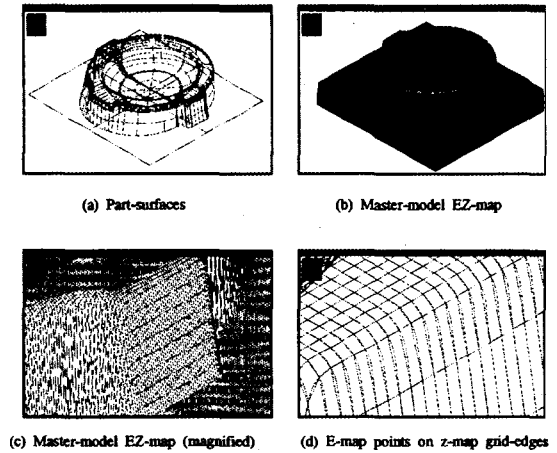 (a) Part-surfaces
(b) Master-model EZ-map
(c) Master-model EZ-map (magnified)
(d) E-map points on z-map grid-edges